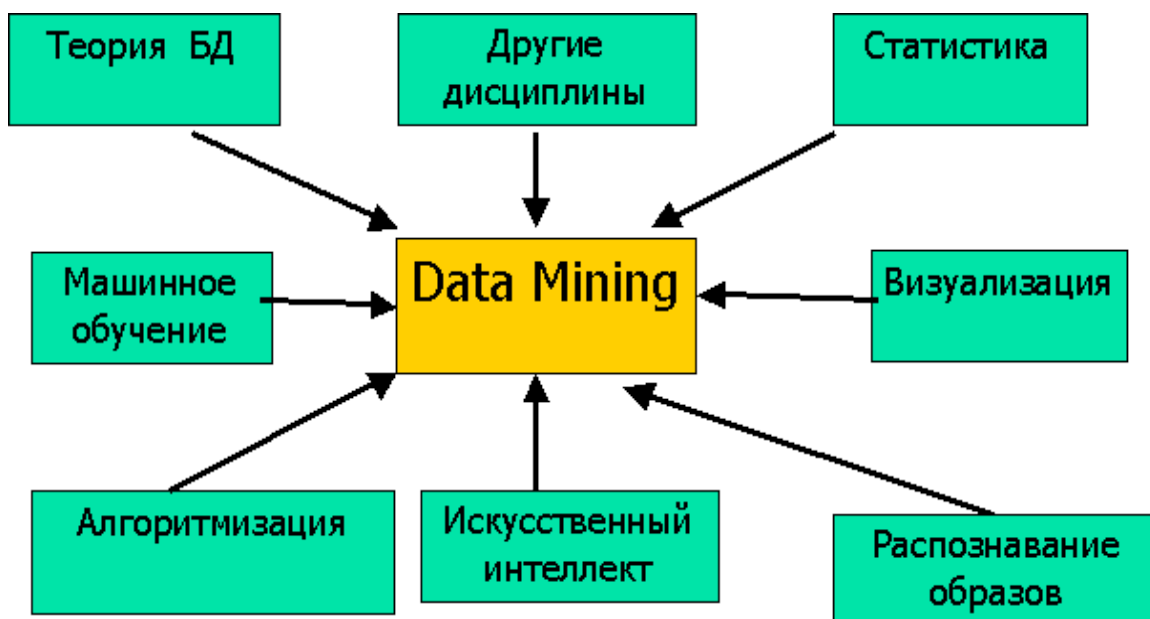 Теория БД
Другие
дисциплины
Статистика
Машинное
обучение
Data Mining
Визуализация
Алгоритмизация
Искусственный
интеллект
Распознавание
образов